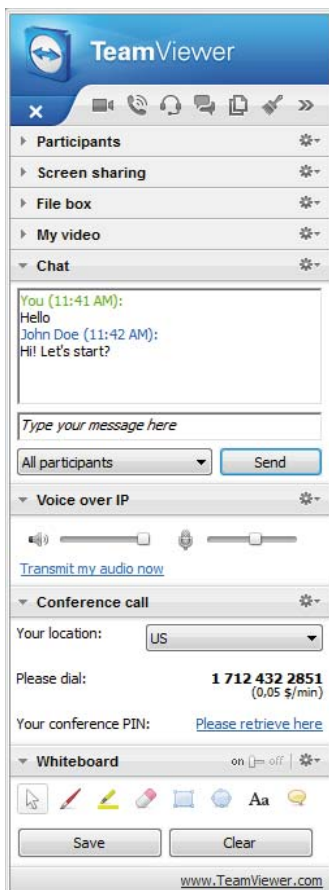 TeamViewer
Participants
Screen sharing
File box
My video
Chat
You (11:41 AM):
Hello
John Doe (11:42 AM):
Hi! Let's start?
Type your message here
All participants
Send
Voice over IP
Transmit my audio now
Conference call
Your location:
US
Please dial:
1 712 432 2851
(0,05 $/min)
Your conference PIN:
Please retrieve here
Whiteboard
on off
Aa
Save
Clear
www.TeamViewer.com